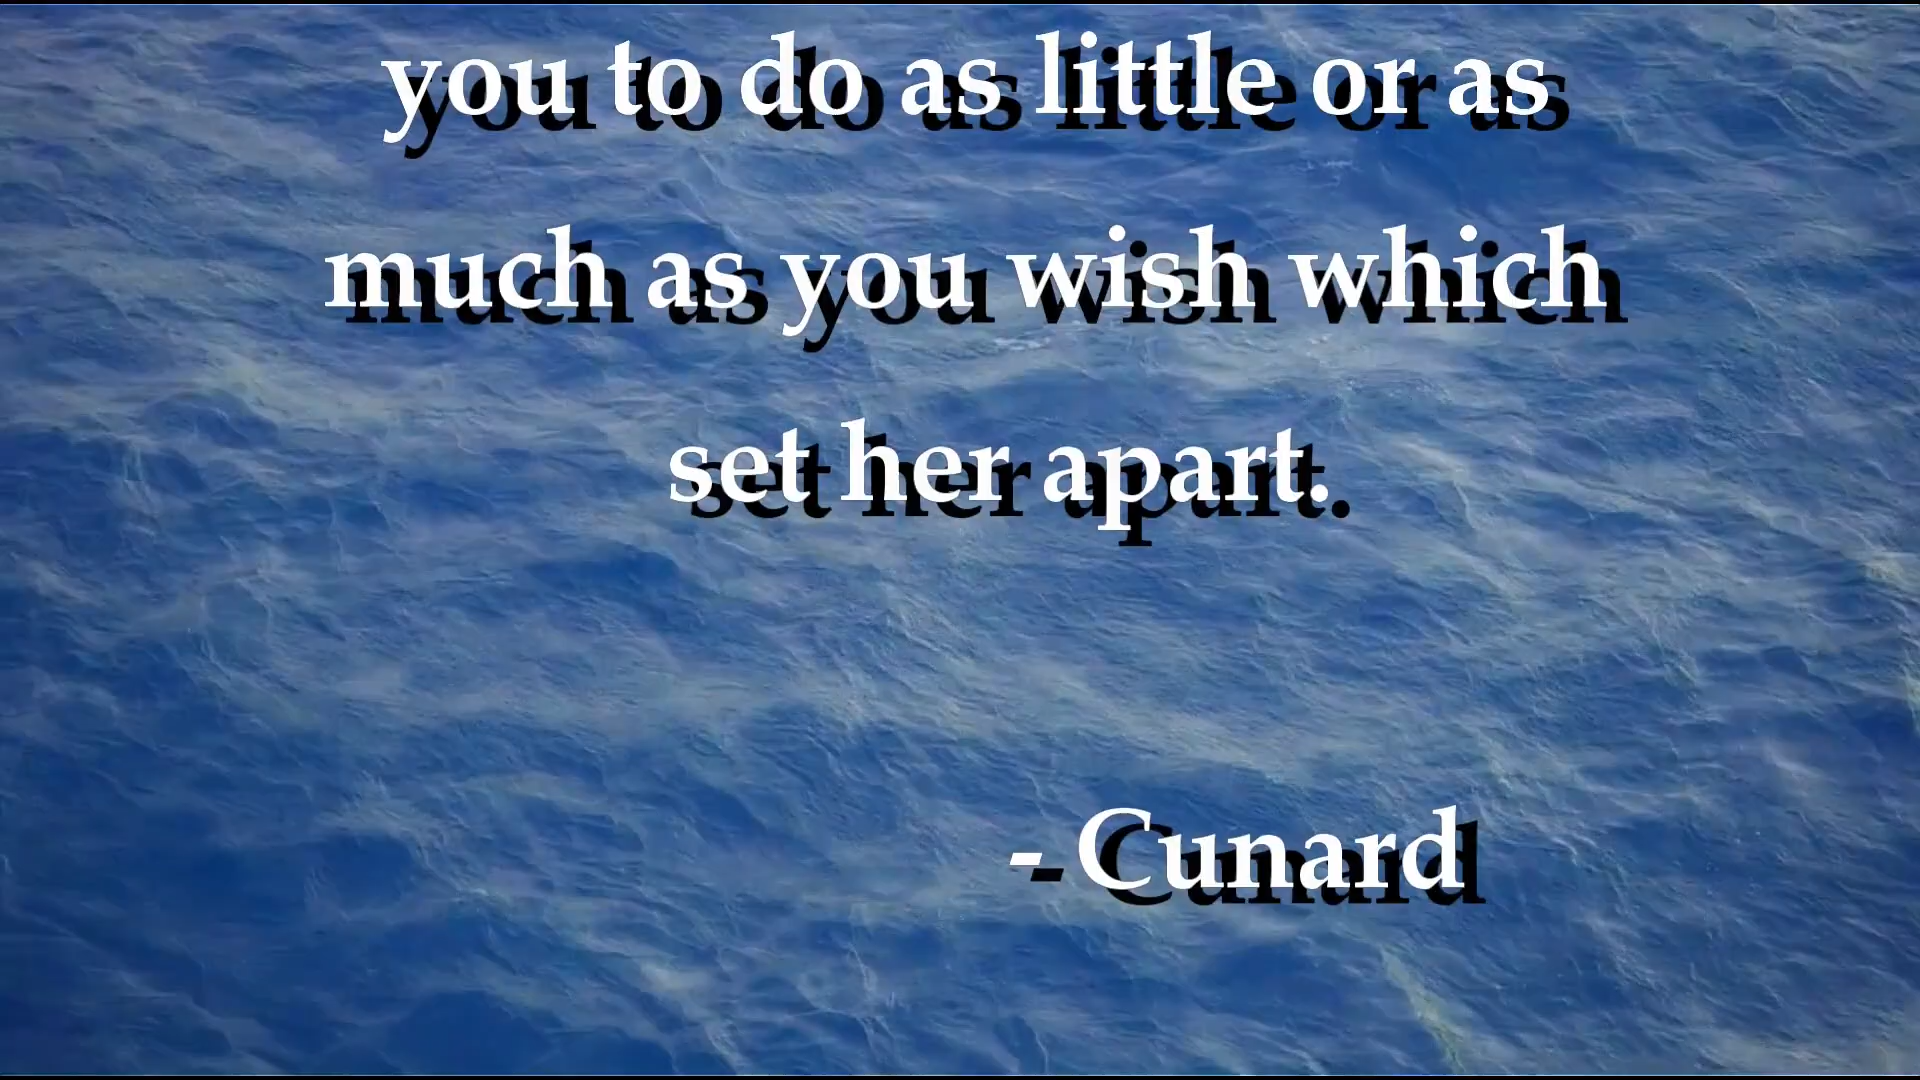 you to do as little or as
much as you wish which
set her apart.
- Cunard